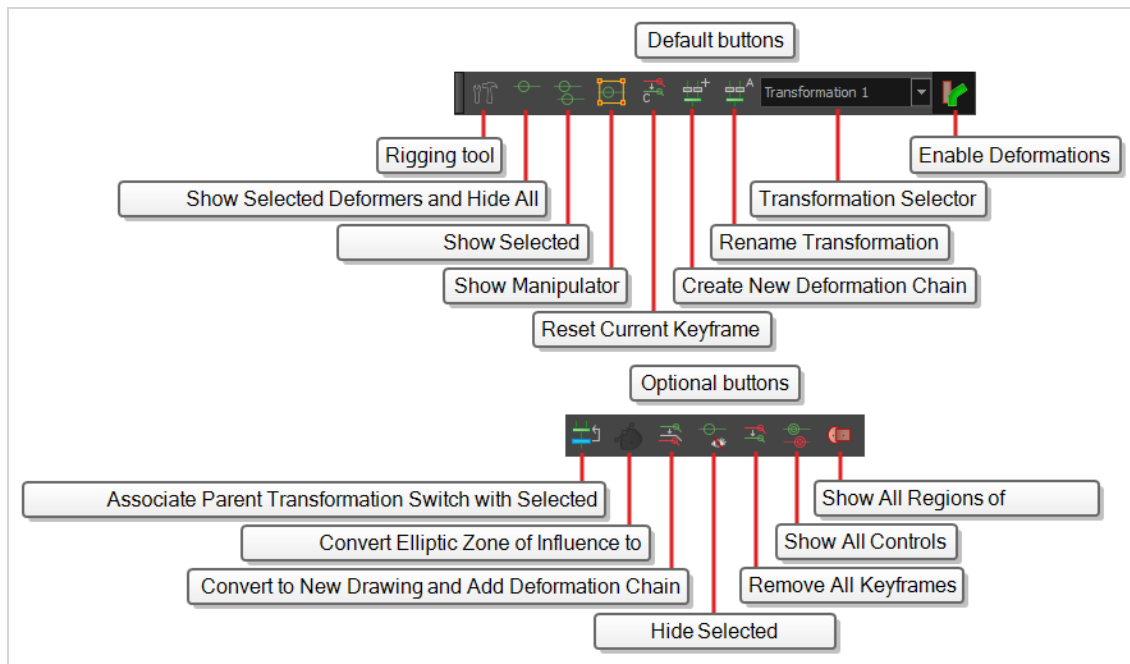 Default buttons
C
+
A
Transformation 1
Rigging tool
Enable Deformations
Show Selected Deformers and Hide All
Transformation Selector
Show Selected
Rename Transformation
Show Manipulator
Create New Deformation Chain
Reset Current Keyframe
Optional buttons
Associate Parent Transformation Switch with Selected
Show All Regions of
Convert Elliptic Zone of Influence to
Show All Controls
Convert to New Drawing and Add Deformation Chain
Remove All Keyframes
Hide Selected